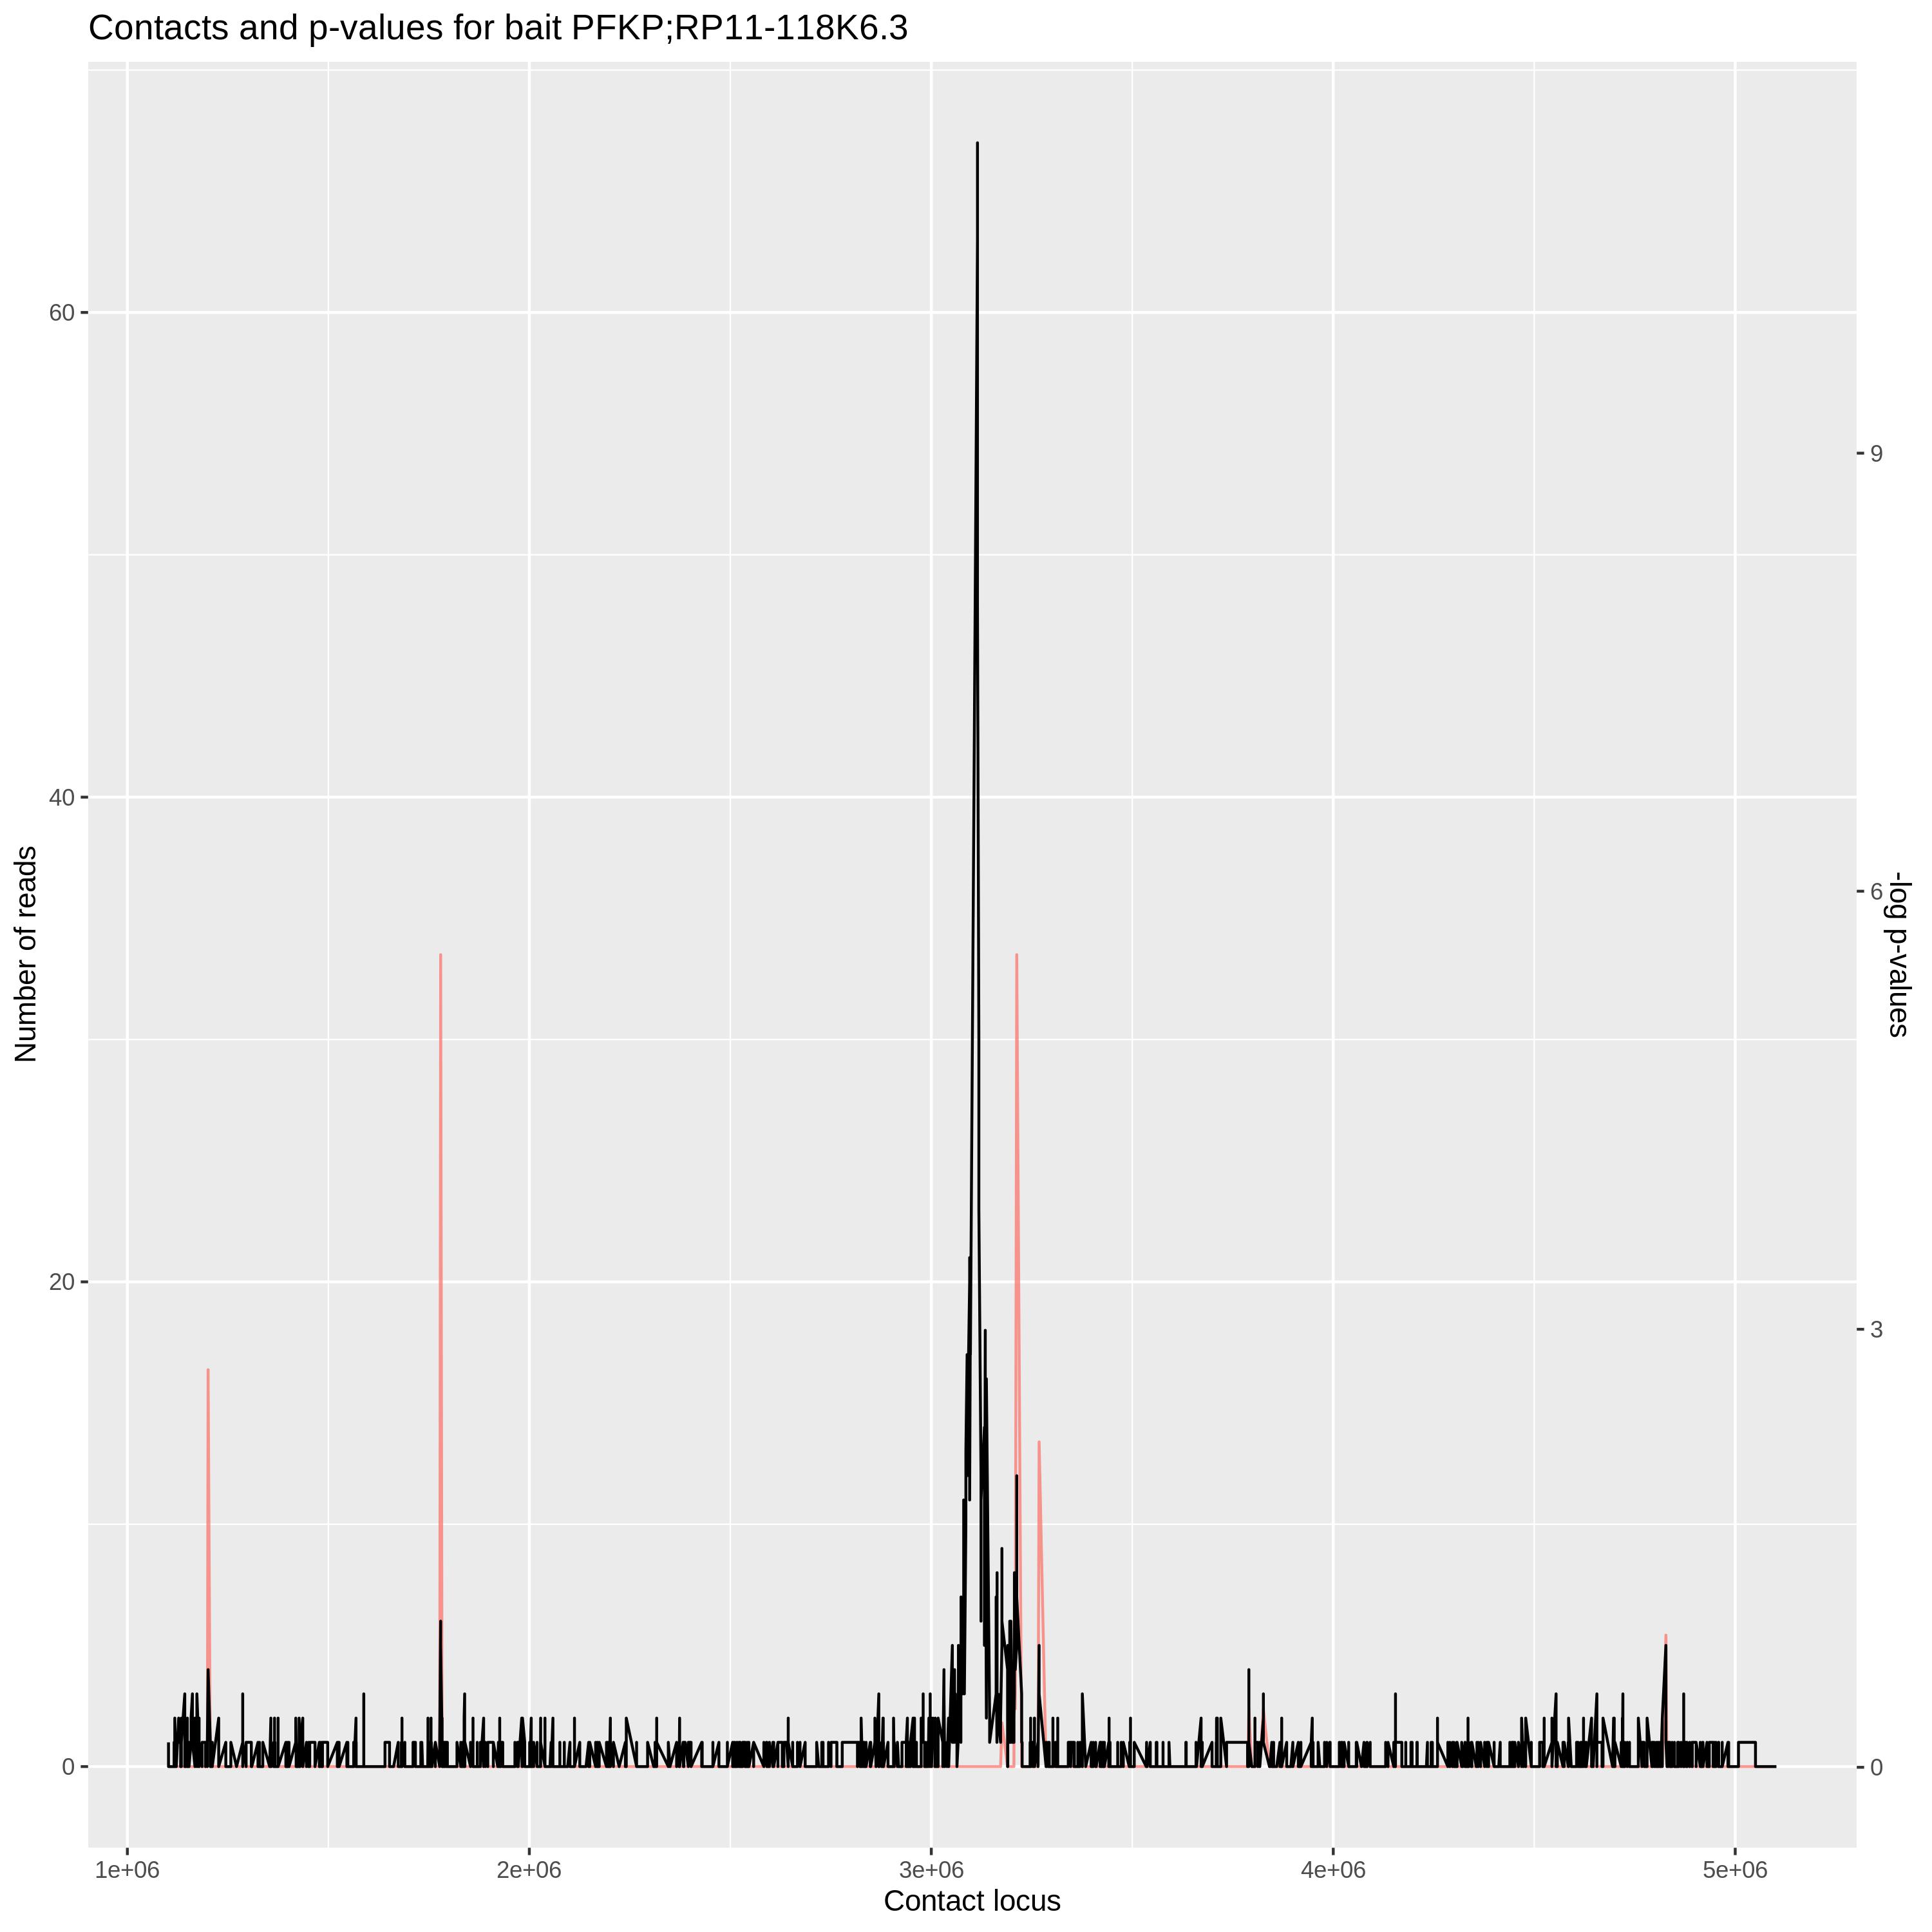 Contacts and p-values for bait PFKP;RP11-118K6.3
60
40
20
0
Number of reads
9
6
3
0
-log p-values
1e+06
2e+06
3e+06
4e+06
5e+06
Contact locus